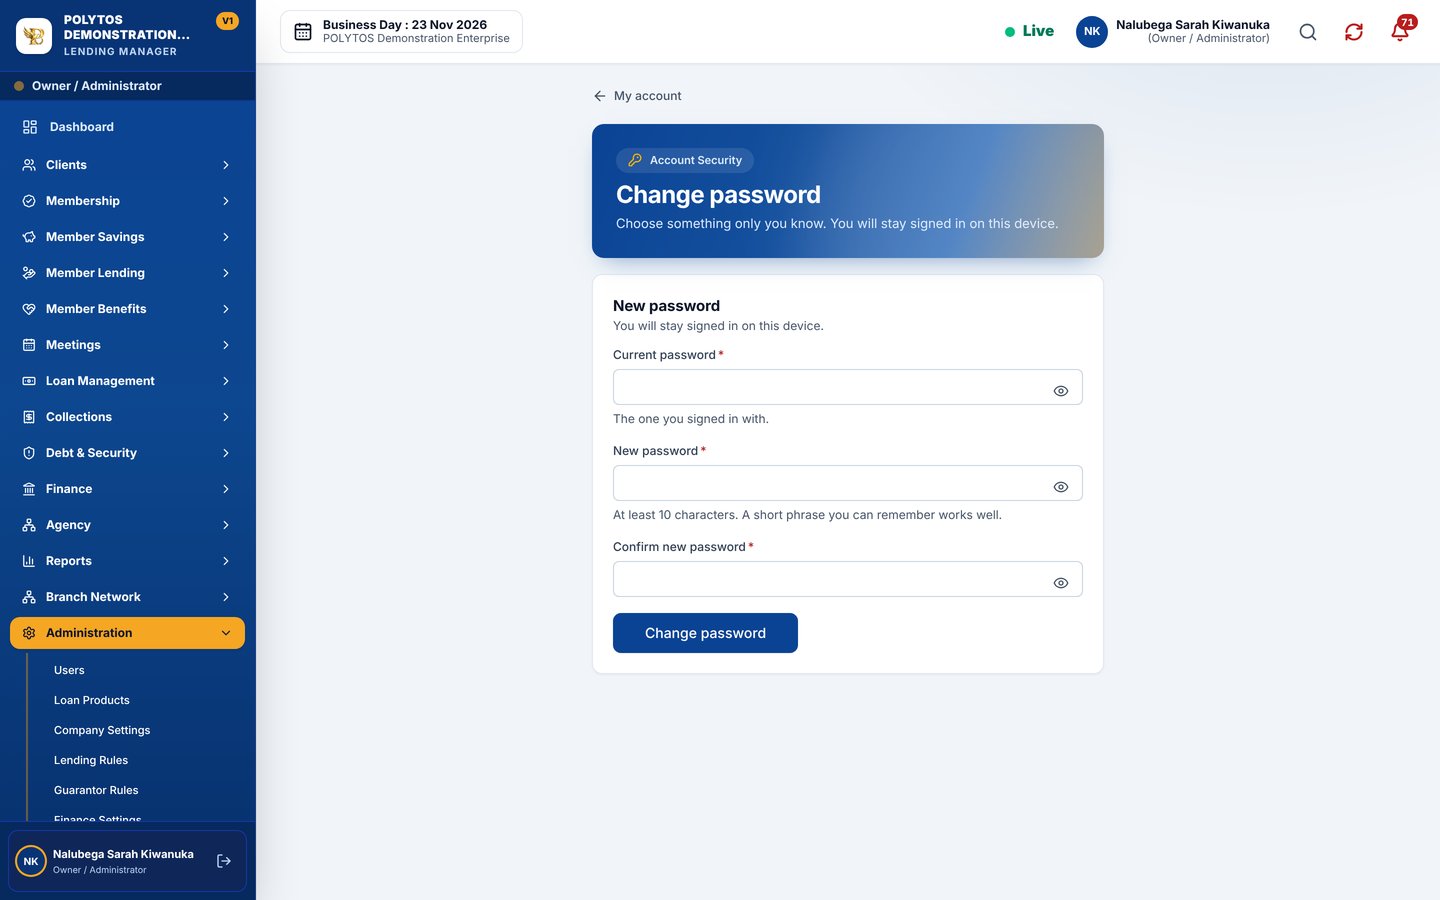 POLYTOS
DEMONSTRATION...
LENDING MANAGER
V1
Owner / Administrator
Dashboard
Clients
Membership
Member Savings
Member Lending
Member Benefits
Meetings
Loan Management
Collections
Debt & Security
Finance
Agency
Reports
Branch Network
Administration
Users
Loan Products
Company Settings
Lending Rules
Guarantor Rules
Finance Settings
NK
Nalubega Sarah Kiwanuka
Owner / Administrator
Business Day : 23 Nov 2026
POLYTOS Demonstration Enterprise
Live
NK
Nalubega Sarah Kiwanuka
(Owner / Administrator)
71
My account
Account Security
Change password
Choose something only you know. You will stay signed in on this device.
New password
You will stay signed in on this device.
Current password *
The one you signed in with.
New password *
At least 10 characters. A short phrase you can remember works well.
Confirm new password *
Change password